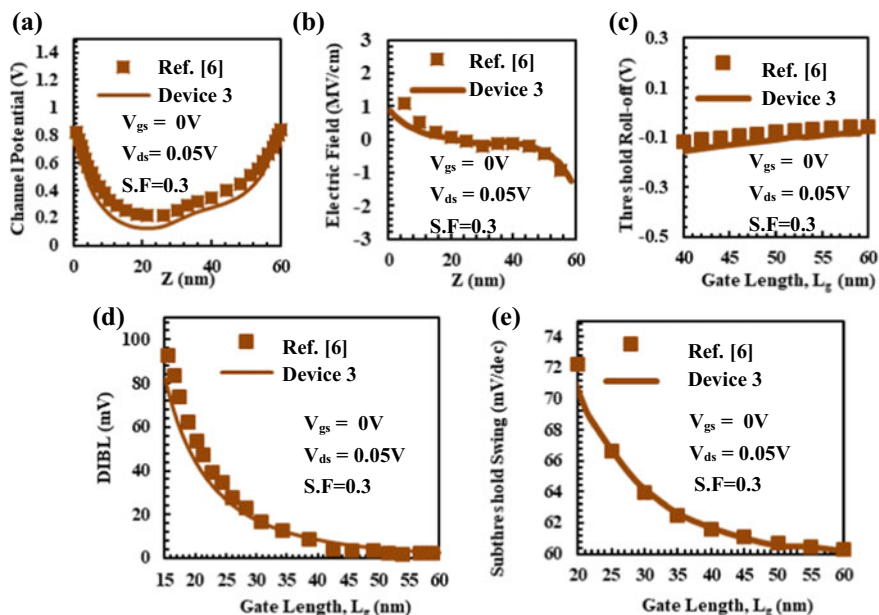 (a)
1.4
1.2
1
0.8
0.6
0.4
0.2
0
Channel Potential (V)
Ref. [6]
Device 3
Vgs = 0V
Vds = 0.05V
S.F=0.3
0 20 40 60
Z (nm)
(b)
3
2
1
0
-1
-2
-3
Electric Field (MV/cm)
Ref. [6]
Device 3
Vgs = 0V
Vds = 0.05V
S.F=0.3
0 20 40 60
Z (nm)
(c)
0.3
0.1
-0.1
-0.3
-0.5
Threshold Roll-off (V)
Ref. [6]
Device 3
Vgs = 0V
Vds = 0.05V
S.F=0.3
40 45 50 55 60
Gate Length, Lg (nm)
(d)
100
80
60
40
20
0
DIBL (mV)
Ref. [6]
Device 3
Vgs = 0V
Vds = 0.05V
S.F=0.3
15 20 25 30 35 40 45 50 55 60
Gate Length, Lg (nm)
(e)
74
72
70
68
66
64
62
60
Subthreshold Swing (mV/dec)
Ref. [6]
Device 3
Vgs = 0V
Vds = 0.05V
S.F=0.3
20 25 30 35 40 45 50 55 60
Gate Length, Lg (nm)